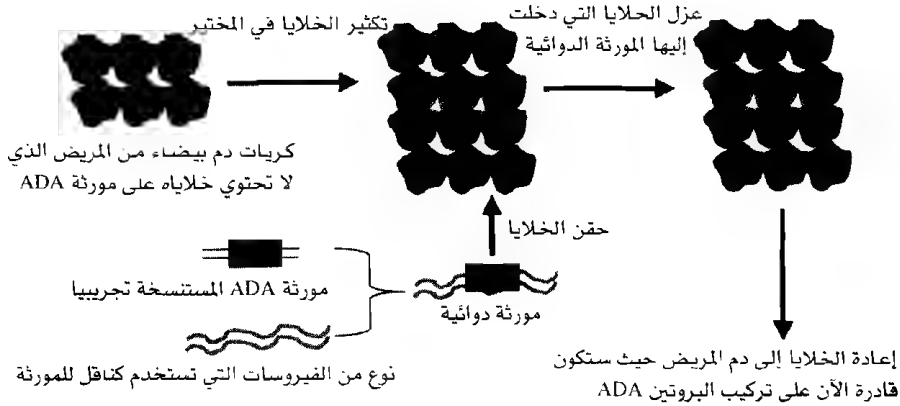 عزل الحلايا التي دخلت
إليها المورثة الدوائية
تكثير الخلايا في المختبر
كريات دم بيضاء من المريض الذي
لا تحتوي خلاياه على مورثة ADA
حقن الخلايا
مورثة ADA المستنسخة تجريبيا
مورثة دوائية
نوع من الفيروسات التي تستخدم كناقل للمورثة
إعادة الخلايا إلى دم المريض حيث ستكون
قادرة الآن على تركيب البروتين ADA